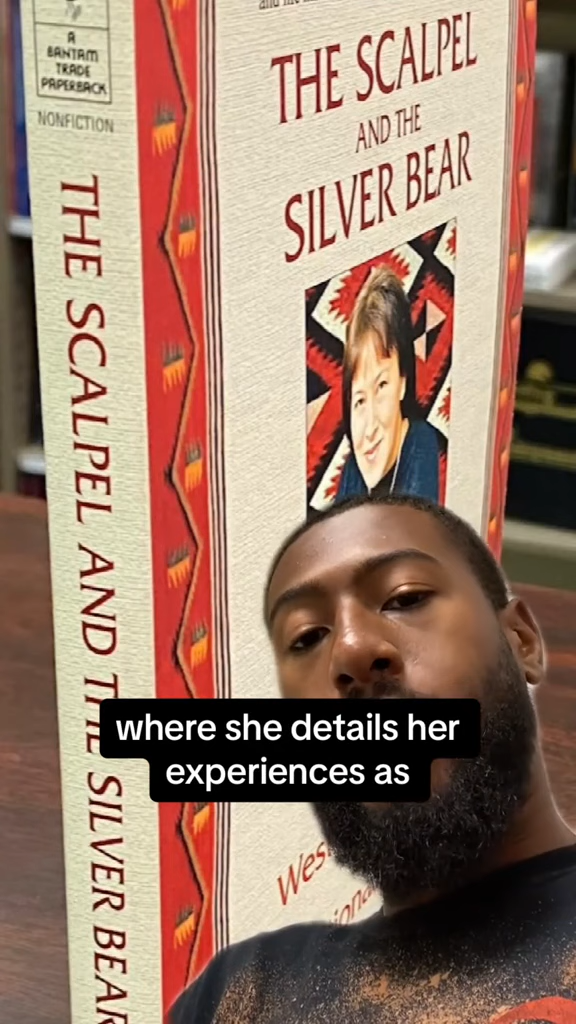 A
BANTAM
TRADE
PAPERBACK
NONFICTION
THE SCALPEL AND THE SILVER BEAR
THE SCALPEL
AND THE
SILVER BEAR
where she details her
experiences as